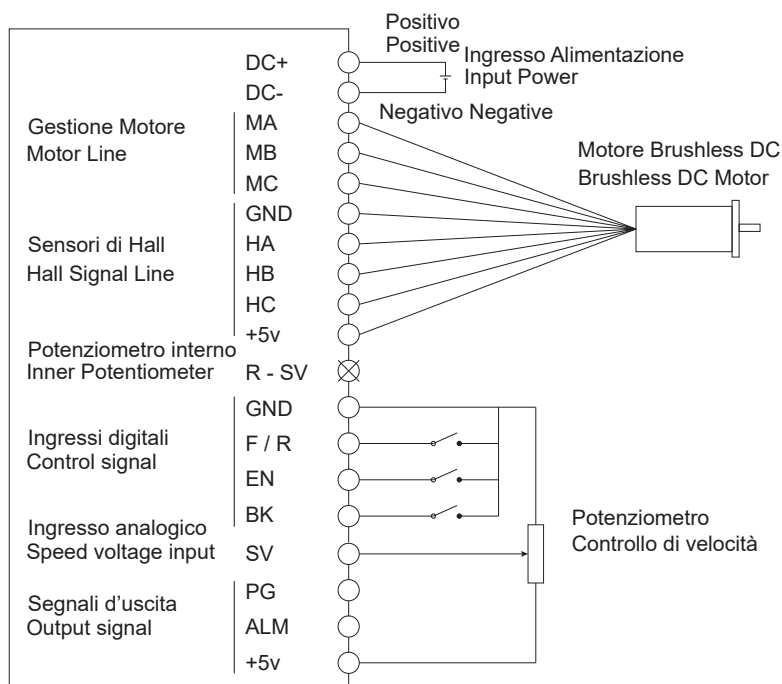 Positivo
Positive
DC+
Ingresso Alimentazione
Input Power
DC-
Negativo Negative
Gestione Motore
Motor Line
MA
MB
MC
Motore Brushless DC
Brushless DC Motor
Sensori di Hall
Hall Signal Line
GND
HA
HB
HC
+5v
Potenziometro interno
Inner Potentiometer
R - SV
Ingressi digitali
Control signal
GND
F / R
EN
BK
Ingresso analogico
Speed voltage input
SV
Potenziometro
Controllo di velocità
Segnali d'uscita
Output signal
PG
ALM
+5v